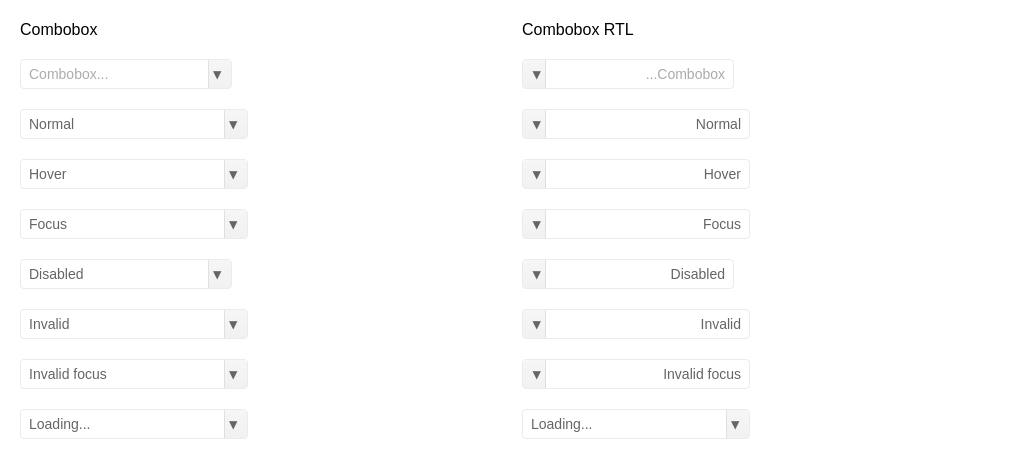 Combobox
Combobox...
Normal
Hover
Focus
Disabled
Invalid
Invalid focus
Loading...
Combobox RTL
...Combobox
Normal
Hover
Focus
Disabled
Invalid
Invalid focus
Loading...